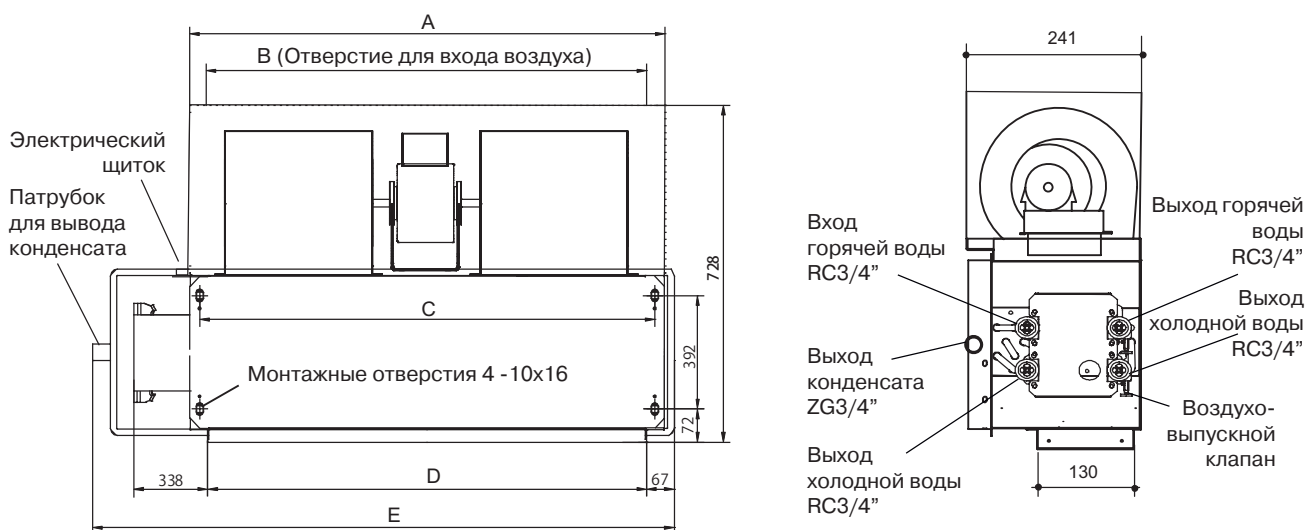 A
B (Отверстие для входа воздуха)
Электрический
щиток
Патрубок
для вывода
конденсата
C
Монтажные отверстия 4 -10x16
728
392
72
338
D
67
E
241
Вход
горячей воды
RC3/4”
Выход горячей
воды
RC3/4”
Выход
холодной воды
RC3/4”
Выход
конденсата
ZG3/4”
Воздухо-
выпускной
клапан
Выход
холодной воды
RC3/4”
130